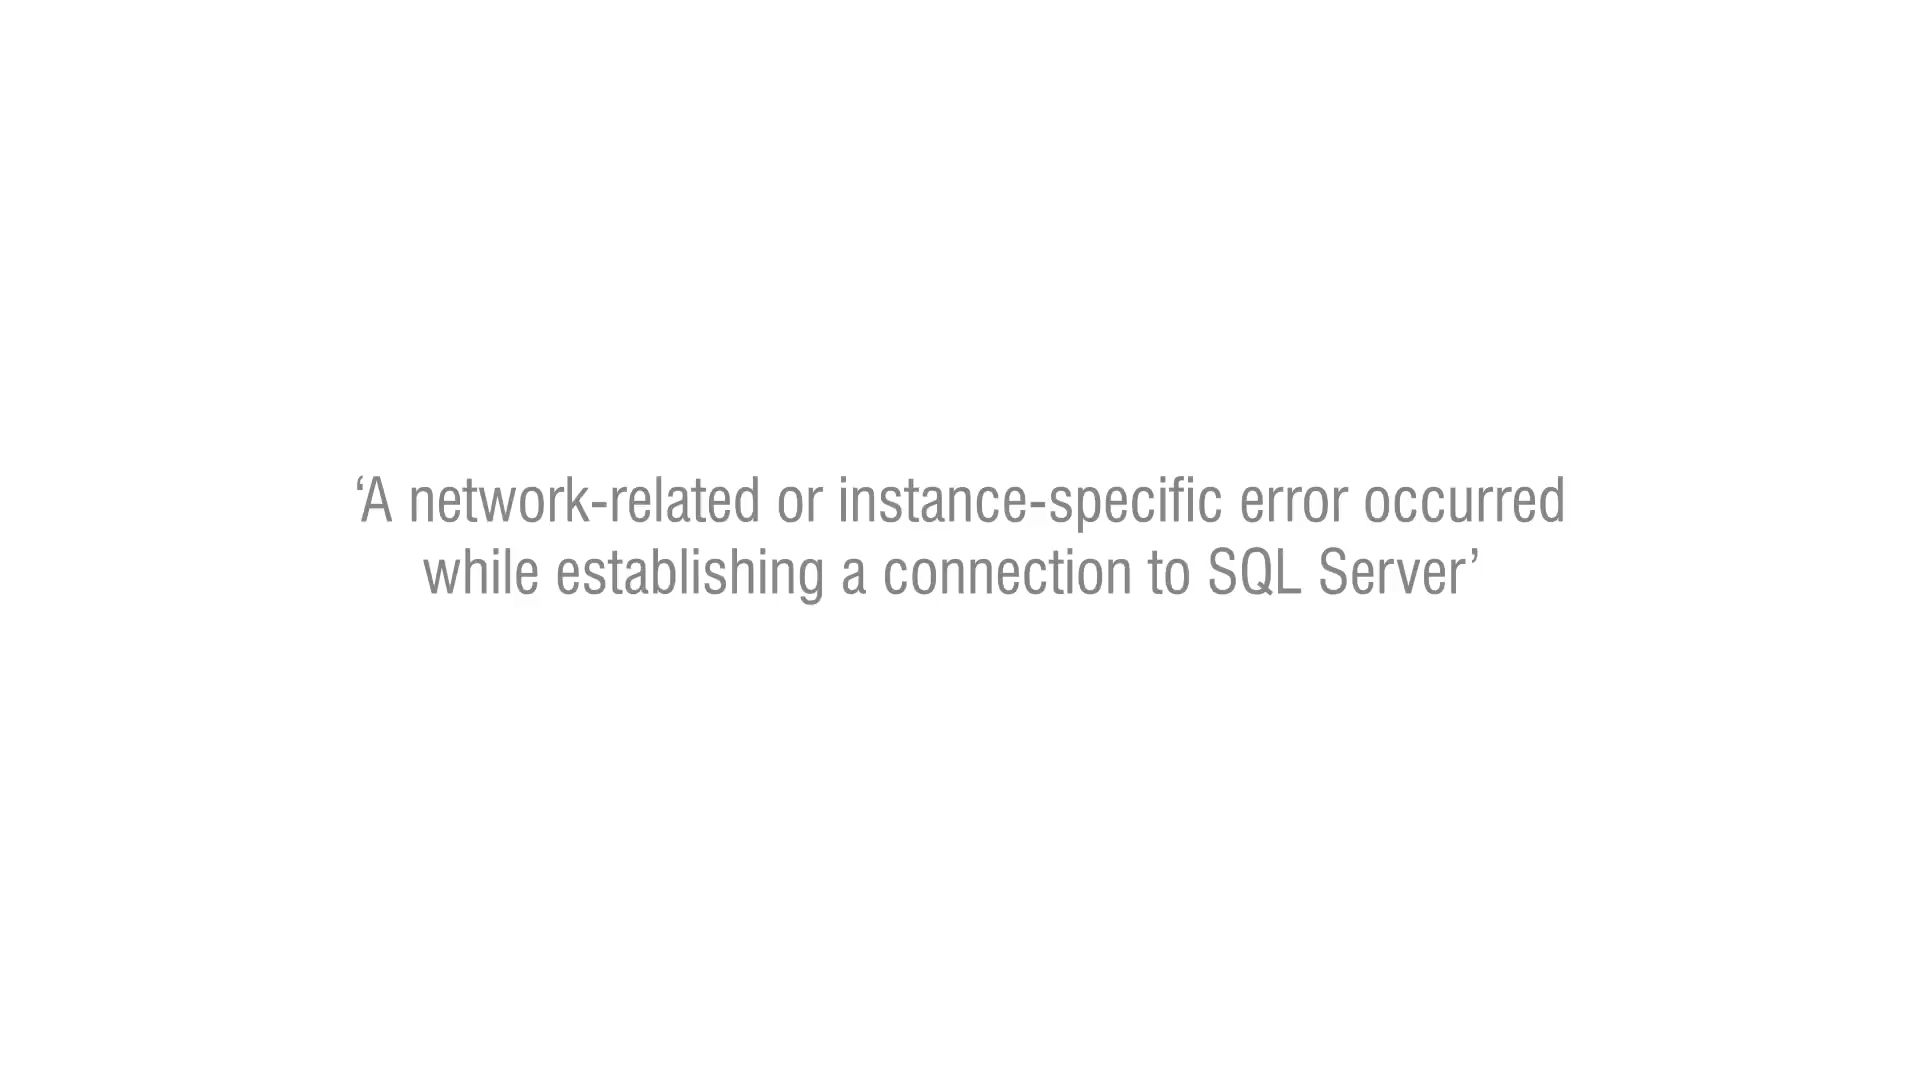 ‘A network-related or instance-specific error occurred
while establishing a connection to SQL Server’